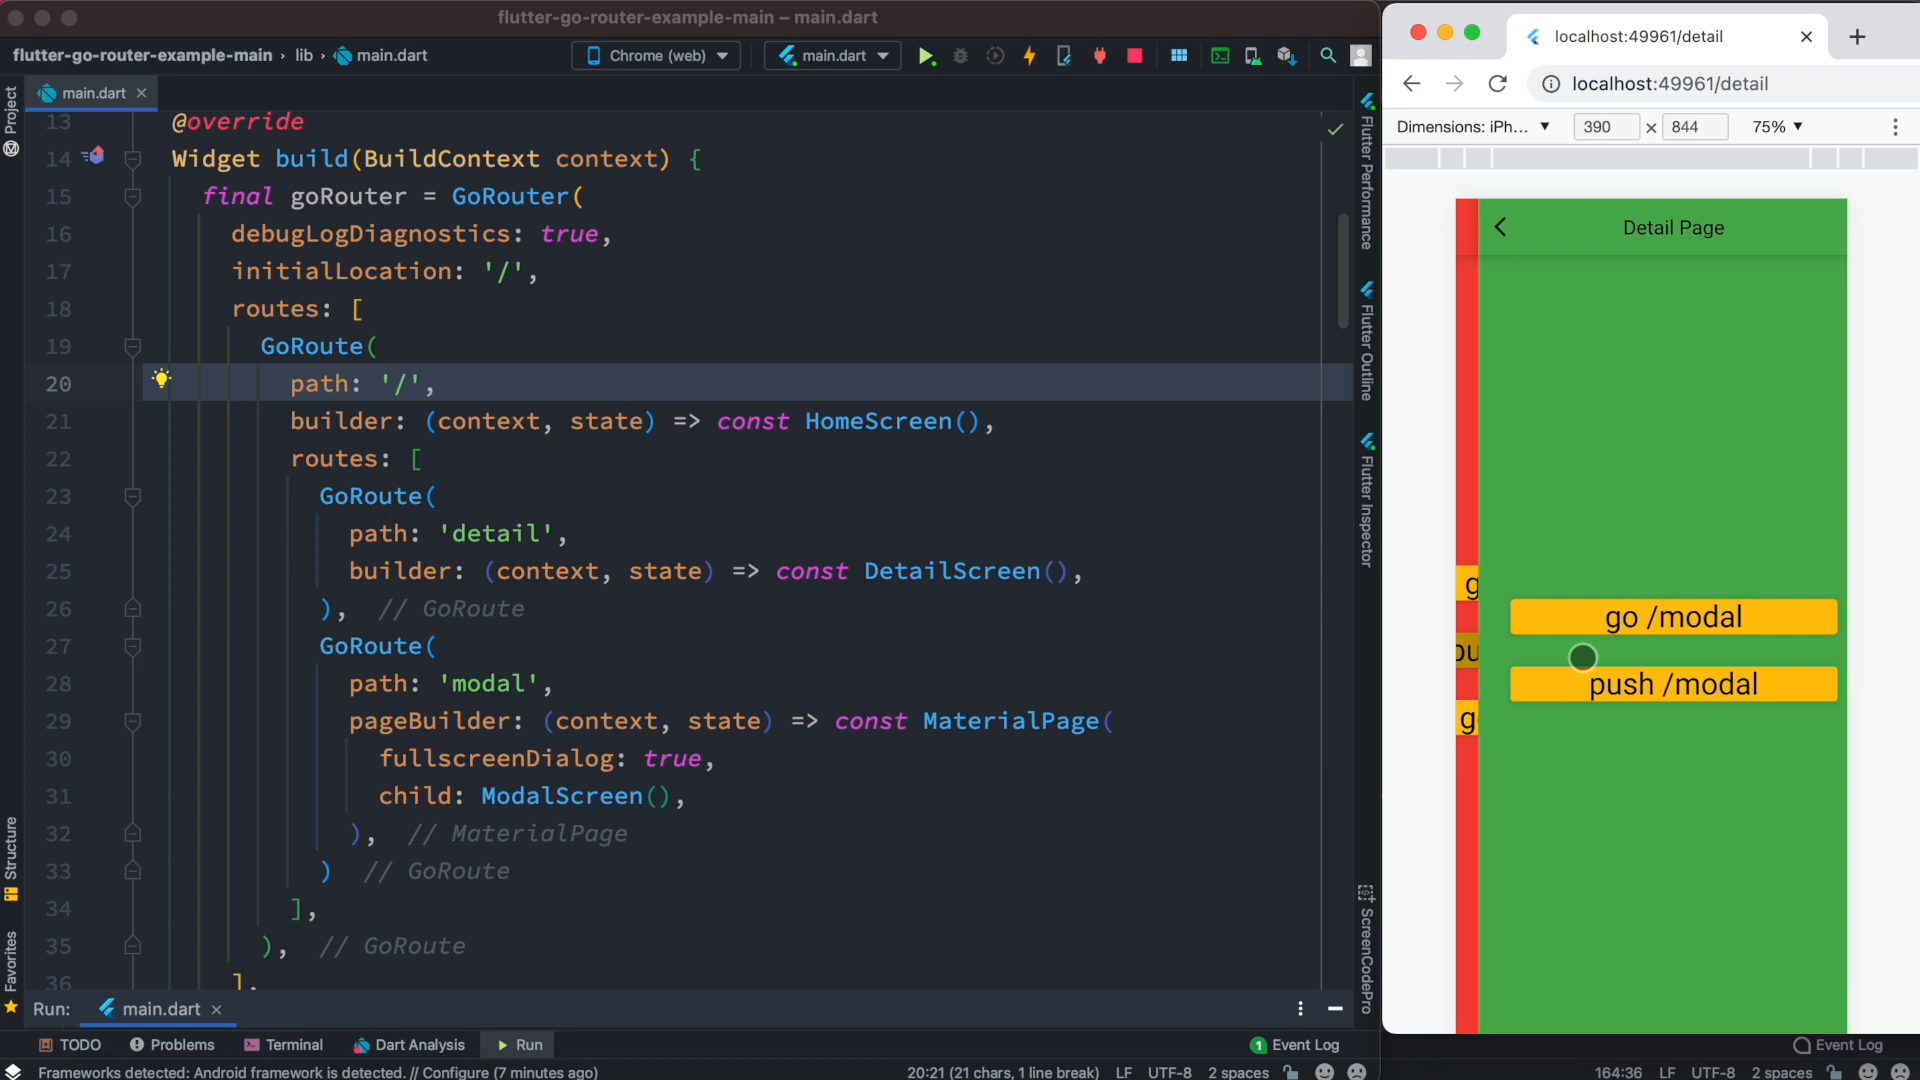 flutter-go-router-example-main – main.dart
flutter-go-router-example-main › lib › main.dart
Chrome (web)
main.dart
main.dart
Project
Structure
Favorites
13 @override
14 Widget build(BuildContext context) {
15 final goRouter = GoRouter(
16 debugLogDiagnostics: true,
17 initialLocation: '/',
18 routes: [
19 GoRoute(
20 path: '/',
21 builder: (context, state) => const HomeScreen(),
22 routes: [
23 GoRoute(
24 path: 'detail',
25 builder: (context, state) => const DetailScreen(),
26 ), // GoRoute
27 GoRoute(
28 path: 'modal',
29 pageBuilder: (context, state) => const MaterialPage(
30 fullscreenDialog: true,
31 child: ModalScreen(),
32 ), // MaterialPage
33 ) // GoRoute
34 ],
35 ), // GoRoute
36 ],
Flutter Performance
Flutter Outline
Flutter Inspector
ScreenCodePro
Run: main.dart
TODO Problems Terminal Dart Analysis Run 1 Event Log
Frameworks detected: Android framework is detected. // Configure (7 minutes ago) 20:21 (21 chars, 1 line break) LF UTF-8 2 spaces
localhost:49961/detail
localhost:49961/detail
Dimensions: iPh... 390 × 844 75%
Detail Page
g
go /modal
pu
push /modal
g
Event Log
164:36 LF UTF-8 2 spaces